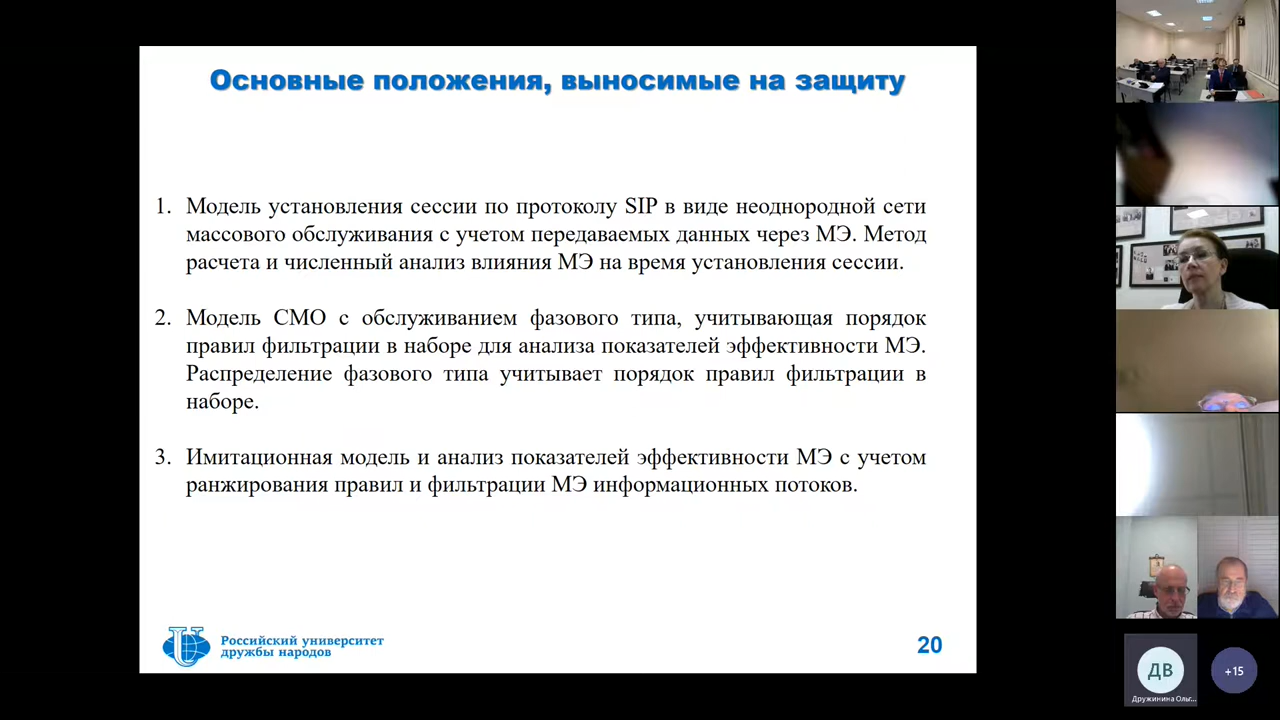 Основные положения, выносимые на защиту
1. Модель установления сессии по протоколу SIP в виде неоднородной сети
массового обслуживания с учетом передаваемых данных через МЭ. Метод
расчета и численный анализ влияния МЭ на время установления сессии.
2. Модель СМО с обслуживанием фазового типа, учитывающая порядок
правил фильтрации в наборе для анализа показателей эффективности МЭ.
Распределение фазового типа учитывает порядок правил фильтрации в
наборе.
3. Имитационная модель и анализ показателей эффективности МЭ с учетом
ранжирования правил и фильтрации МЭ информационных потоков.
Российский университет
дружбы народов
20
ДВ
Дружинина Ольг...
+15